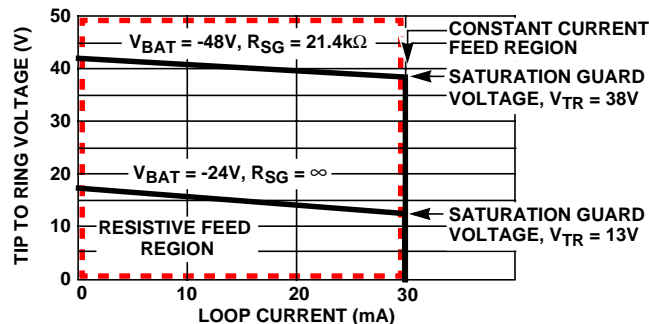 TIP TO RING VOLTAGE (V)
50
40
30
20
10
0
V_BAT = -48V, R_SG = 21.4kΩ
CONSTANT CURRENT
FEED REGION
SATURATION GUARD
VOLTAGE, V_TR = 38V
V_BAT = -24V, R_SG = ∞
RESISTIVE FEED
REGION
SATURATION GUARD
VOLTAGE, V_TR = 13V
0
10
20
30
LOOP CURRENT (mA)